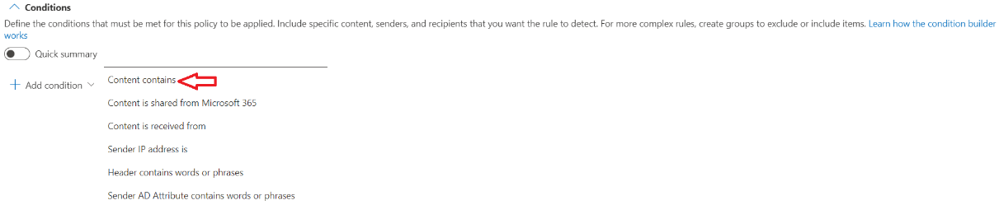 Conditions
Define the conditions that must be met for this policy to be applied. Include specific content, senders, and recipients that you want the rule to detect. For more complex rules, create groups to exclude or include items. Learn how the condition builder
works
Quick summary
Add condition
Content contains
Content is shared from Microsoft 365
Content is received from
Sender IP address is
Header contains words or phrases
Sender AD Attribute contains words or phrases